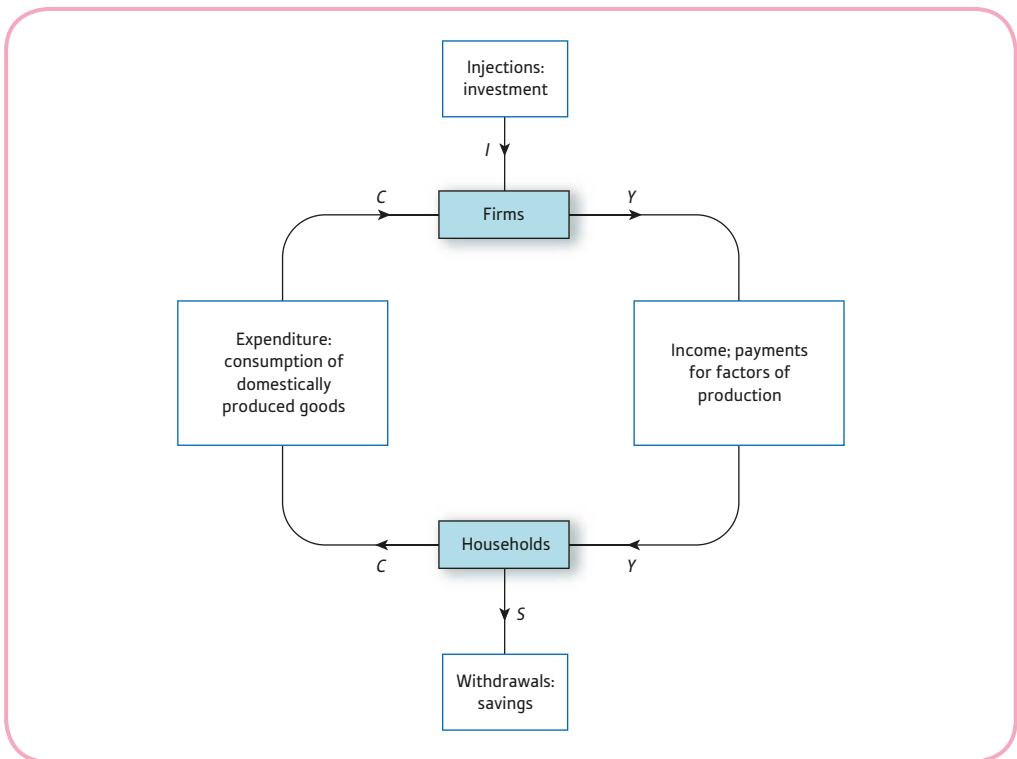 Injections:
investment
I
C
Firms
Y
Expenditure:
consumption of
domestically
produced goods
Income; payments
for factors of
production
Households
C
Y
S
Withdrawals:
savings